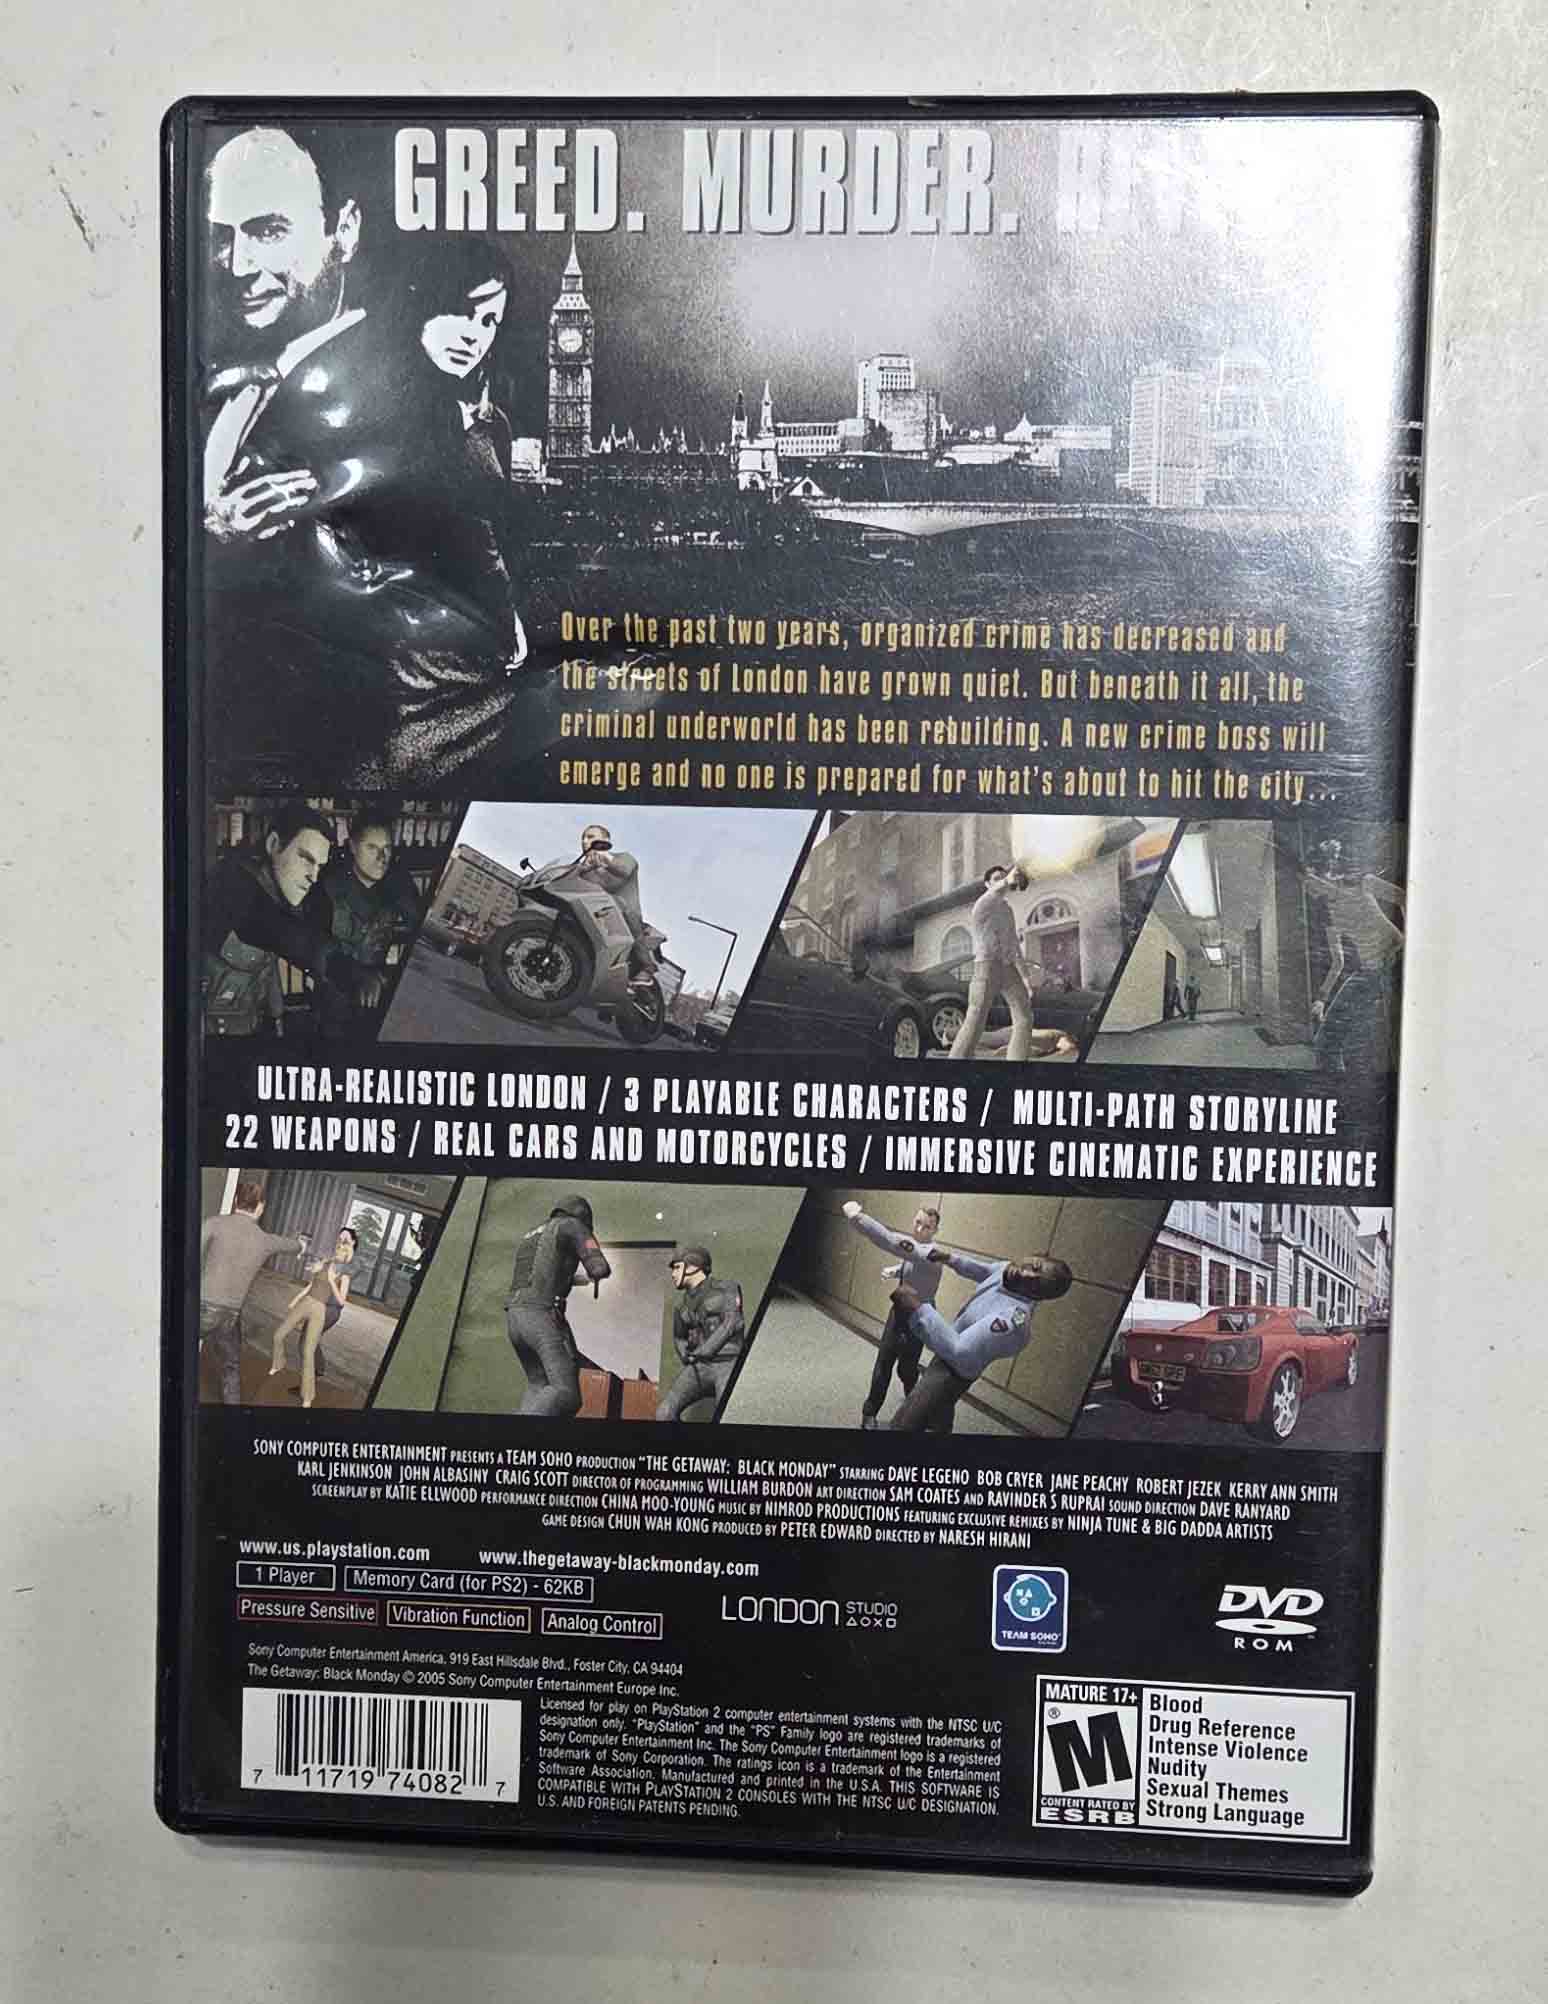 GREED. MURDER.
Over the past two years, organized crime has decreased and
the streets of London have grown quiet. But beneath it all, the
criminal underworld has been rebuilding. A new crime boss will
emerge and no one is prepared for what's about to hit the city...
ULTRA-REALISTIC LONDON / 3 PLAYABLE CHARACTERS / MULTI-PATH STORYLINE
22 WEAPONS / REAL CARS AND MOTORCYCLES / IMMERSIVE CINEMATIC EXPERIENCE
SONY COMPUTER ENTERTAINMENT PRESENTS A TEAM SOHO PRODUCTION "THE GETAWAY: BLACK MONDAY" STARRING DAVE LEGENO BOB CRYER JANE PEACHY ROBERT JEZEK KERRY ANN SMITH
KARL JENKINSON JOHN ALBASINY CRAIG SCOTT DIRECTOR OF PROGRAMMING WILLIAM BURDON ART DIRECTION SAM COATES AND RAVINDER S RUPRAI SOUND DIRECTION DAVE RANYARD
SCREENPLAY BY KATIE ELLWOOD PERFORMANCE DIRECTION CHINA MOO-YOUNG MUSIC BY NIMROD PRODUCTIONS FEATURING EXCLUSIVE REMIXES BY NINJA TUNE & BIG DADDA ARTISTS
GAME DESIGN CHUN WAH KONG PRODUCED BY PETER EDWARD DIRECTED BY NARESH HIRANI
www.us.playstation.com www.thegetaway-blackmonday.com
1 Player Memory Card (for PS2) - 62KB
Pressure Sensitive Vibration Function Analog Control
LONDON STUDIO
TEAM SOHO
DVD
ROM
Sony Computer Entertainment America, 919 East Hillsdale Blvd., Foster City, CA 94404
The Getaway: Black Monday © 2005 Sony Computer Entertainment Europe Inc.
7 11719 74082 7
Licensed for play on PlayStation 2 computer entertainment systems with the NTSC U/C
designation only. "PlayStation" and the "PS" Family logo are registered trademarks of
Sony Computer Entertainment Inc. The Sony Computer Entertainment logo is a registered
trademark of Sony Corporation. The ratings icon is a trademark of the Entertainment
Software Association. Manufactured and printed in the U.S.A. THIS SOFTWARE IS
COMPATIBLE WITH PLAYSTATION 2 CONSOLES WITH THE NTSC U/C DESIGNATION.
U.S. AND FOREIGN PATENTS PENDING.
MATURE 17+
M
®
CONTENT RATED BY
ESRB
Blood
Drug Reference
Intense Violence
Nudity
Sexual Themes
Strong Language